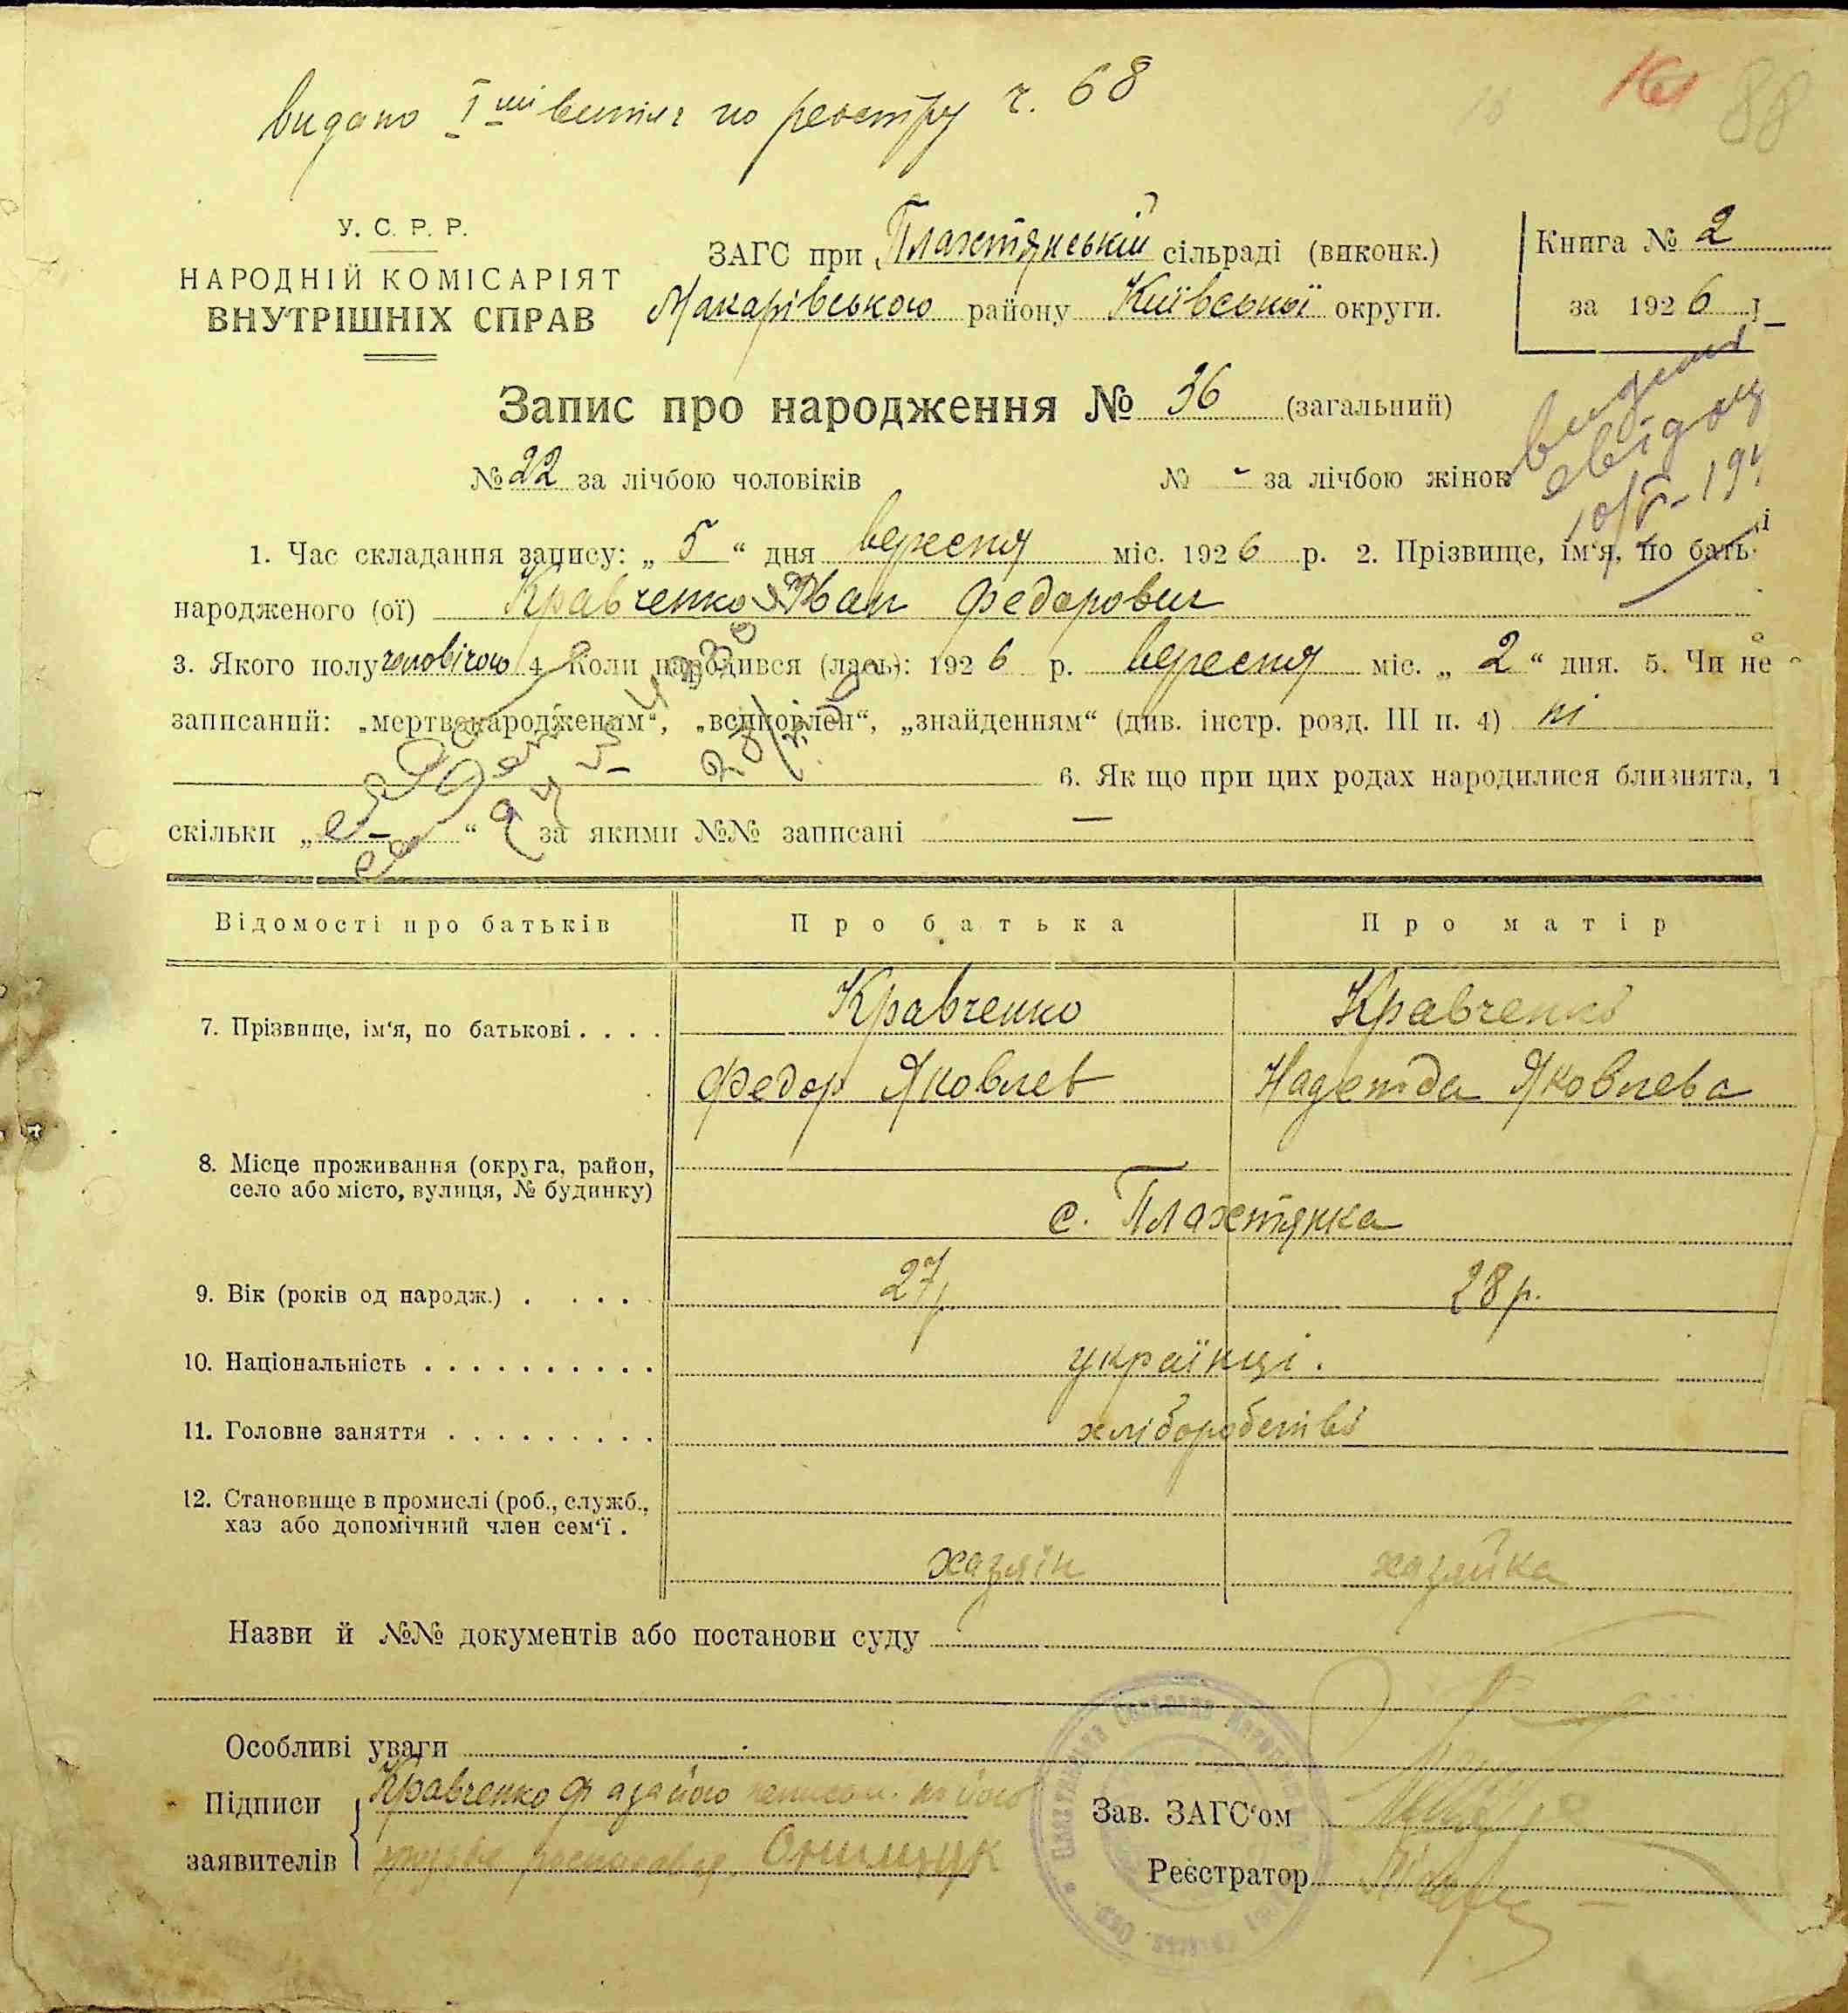 видано по реєстру ч. 68
88
У. С. Р. Р.
НАРОДНІЙ КОМІСАРІЯТ
ВНУТРІШНІХ СПРАВ
ЗАГС при Плахтянській сільраді (виконк.)
Макарівського району Київської округи.
Книга № 2
за 1926
Запис про народження № 36 (загальний)
№ 22 за лічбою чоловіків № - за лічбою жінок
1. Час складання запису: „ 5 “ дня вересня міс. 1926 р. 2. Прізвище, ім‘я, по бать
народженого (ої) Кравченко Іван Федорович
3. Якого полу чоловічого 4. Коли народився (лась): 1926 р. вересня міс. „ 2 “ дня. 5. Чи не
записаний: „мертвонародженим“, „всиновлен“, „знайденням“ (див. інстр. розд. III п. 4) ні
6. Як що при цих родах народилися близнята,
скільки „ — “ за якими №№ записані —
Відомості про батьків Про батька Про матір
7. Прізвище, ім‘я, по батькові . . . . Кравченко Кравченко
Федор Яковлев Надежда Яковлева
8. Місце проживання (округа, район,
село або місто, вулиця, № будинку)
с. Плахтянка
9. Вік (років од народж.) . . . . . 27 р. 28 р.
10. Національність . . . . . . . . . . українці.
11. Головне заняття . . . . . . . . . хліборобство
12. Становище в промислі (роб., служб.,
хаз або допомічний член сем‘ї .
хазяїн хазяйка
Назви й №№ документів або постанови суду
Особливі уваги
Підписи Кравченко Ф а за його
заявителів Онищук
Зав. ЗАГС‘ом
Реєстратор